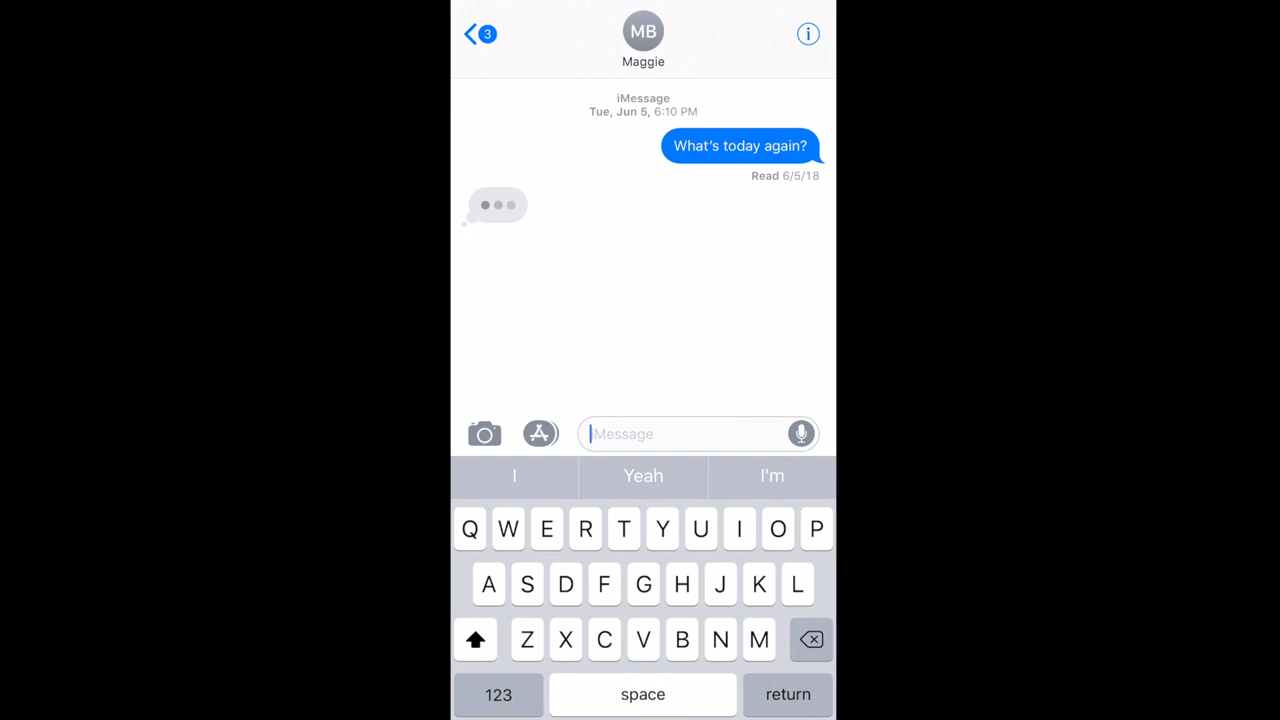 3
MB
i
Maggie
iMessage
Tue, Jun 5, 6:10 PM
What's today again?
Read 6/5/18
iMessage
I
Yeah
I'm
Q W E R T Y U I O P
A S D F G H J K L
Z X C V B N M
123 space return